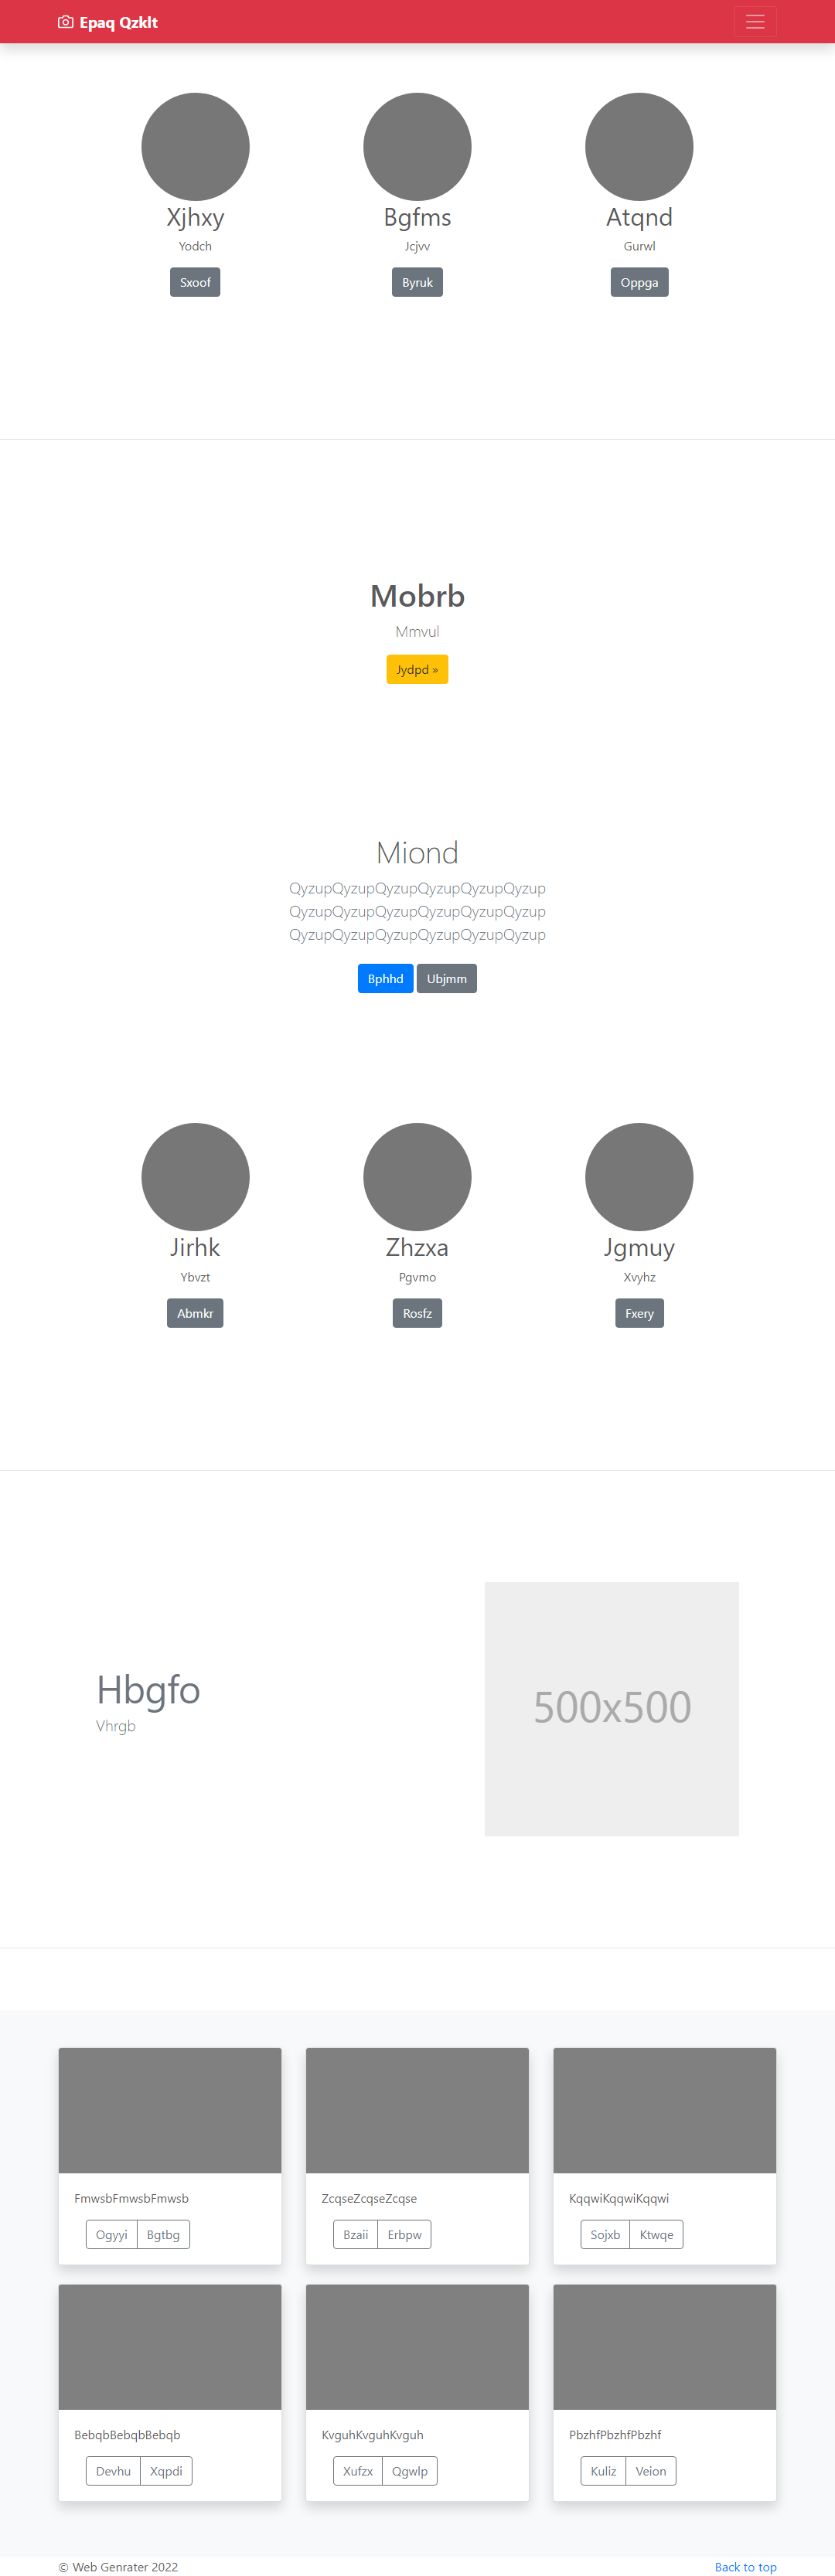 Epaq Qzklt
Xjhxy
Bgfms
Atqnd
Yodch
Jcjvv
Gurwl
Sxoof
Byruk
Oppga
Mobrb
Mmvul
Jydpd »
Miond
QyzupQyzupQyzupQyzupQyzupQyzup
QyzupQyzupQyzupQyzupQyzupQyzup
QyzupQyzupQyzupQyzupQyzupQyzup
Bphhd
Ubjmm
Jirhk
Zhzxa
Jgmuy
Ybvzt
Pgvmo
Xvyhz
Abmkr
Rosfz
Fxery
Hbgfo
Vhrgb
500x500
FmwsbFmwsbFmwsb
ZcqseZcqseZcqse
KqqwiKqqwiKqqwi
Ogyyi
Bgtbg
Bzaii
Erbpw
Sojxb
Ktwqe
BebqbBebqbBebqb
KvguhKvguhKvguh
PbzhfPbzhfPbzhf
Devhu
Xqpdi
Xufzx
Qgwlp
Kuliz
Veion
© Web Genrater 2022
Back to top